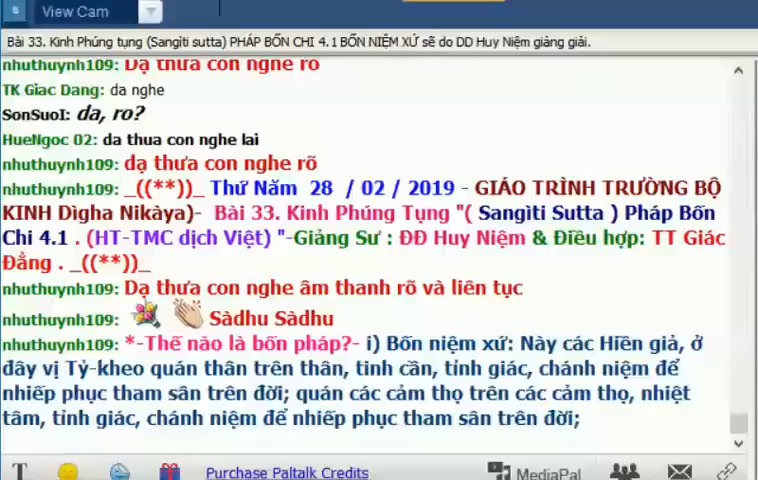 View Cam
Bài 33. Kinh Phúng tụng (Sangìti sutta) PHÁP BỐN CHI 4.1 BỐN NIỆM XỨ sẽ do DD Huy Niệm giảng giải.
nhuthuynh109: Dạ thưa con nghe rõ
TK Giac Dang: da nghe
SonSuoI: da, ro?
HueNgoc 02: da thua con nghe lai
nhuthuynh109: dạ thưa con nghe rõ
nhuthuynh109: _((**))_ Thứ Năm 28 / 02 / 2019 - GIÁO TRÌNH TRƯỜNG BỘ
KINH Dìgha Nikàya)- Bài 33. Kinh Phúng Tụng "( Sangìti Sutta ) Pháp Bốn
Chi 4.1 . (HT-TMC dịch Việt) "-Giảng Sư : ĐĐ Huy Niệm & Điều hợp: TT Giác
Đẳng . _((**))_
nhuthuynh109: Dạ thưa con nghe âm thanh rõ và liên tục
nhuthuynh109: Sàdhu Sàdhu
nhuthuynh109: *-Thế nào là bốn pháp?- i) Bốn niệm xứ: Này các Hiền giả, ở
đây vị Tỷ-kheo quán thân trên thân, tinh cần, tỉnh giác, chánh niệm để
nhiếp phục tham sân trên đời; quán các cảm thọ trên các cảm thọ, nhiệt
tâm, tỉnh giác, chánh niệm để nhiếp phục tham sân trên đời;
T Purchase Paltalk Credits MediaPal